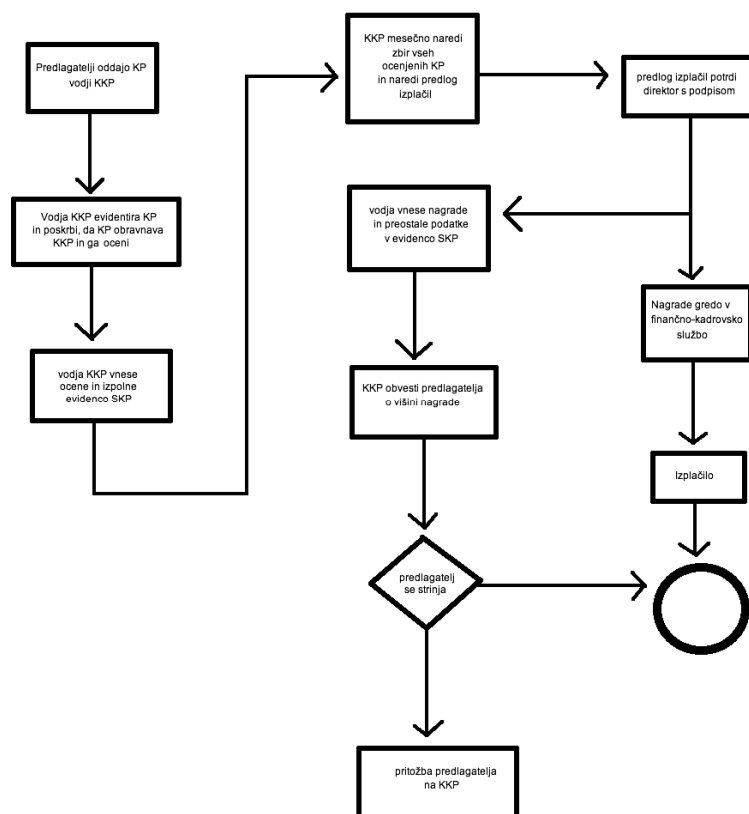 Predlagatelji oddajo KP
vodji KKP
Vodja KKP evidentira KP
in poskrbi, da KP obravnava
KKP in ga oceni
vodja KKP vnese
ocene in izpolne
evidenco SKP
KKP mesečno naredi
zbir vseh
ocenjenih KP
in naredi predlog
izplačil
predlog izplačil potrdi
direktor s podpisom
vodja vnese nagrade
in preostale podatke
v evidenco SKP
Nagrade gredo v
finančno-kadrovsko
službo
KKP obvesti predlagatelja
o višini nagrade
Izplačilo
predlagatelj
se strinja
pritožba predlagatelja
na KKP